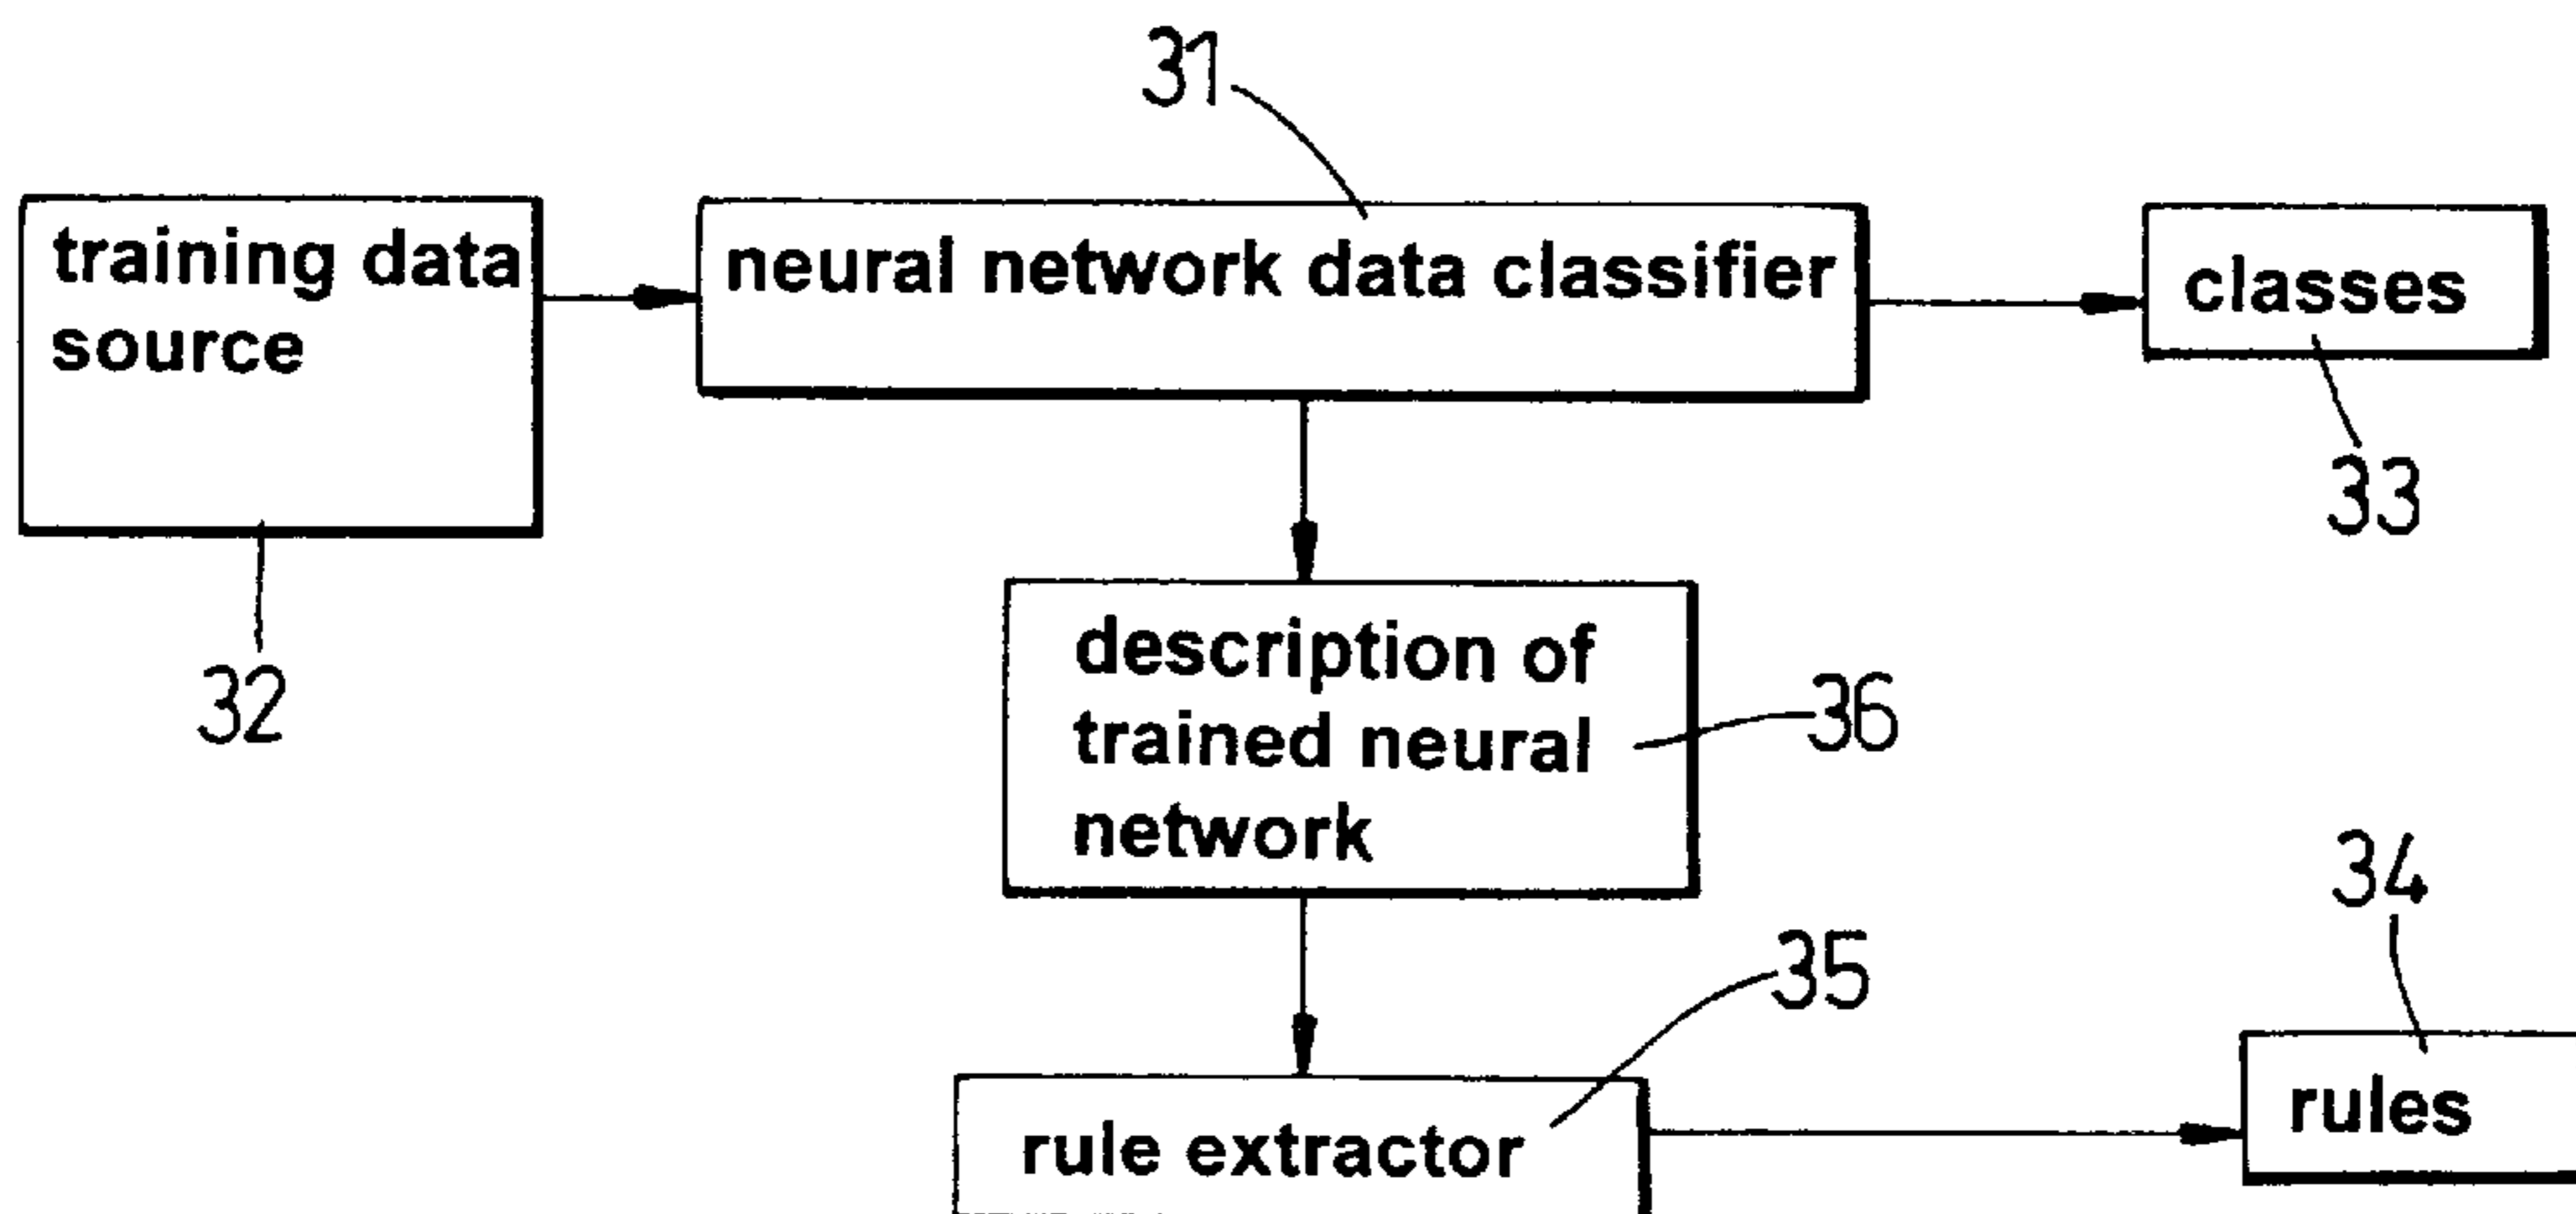 31
training data
source
neural network data classifier
classes
33
32
description of
trained neural
network
36
34
35
rule extractor
rules